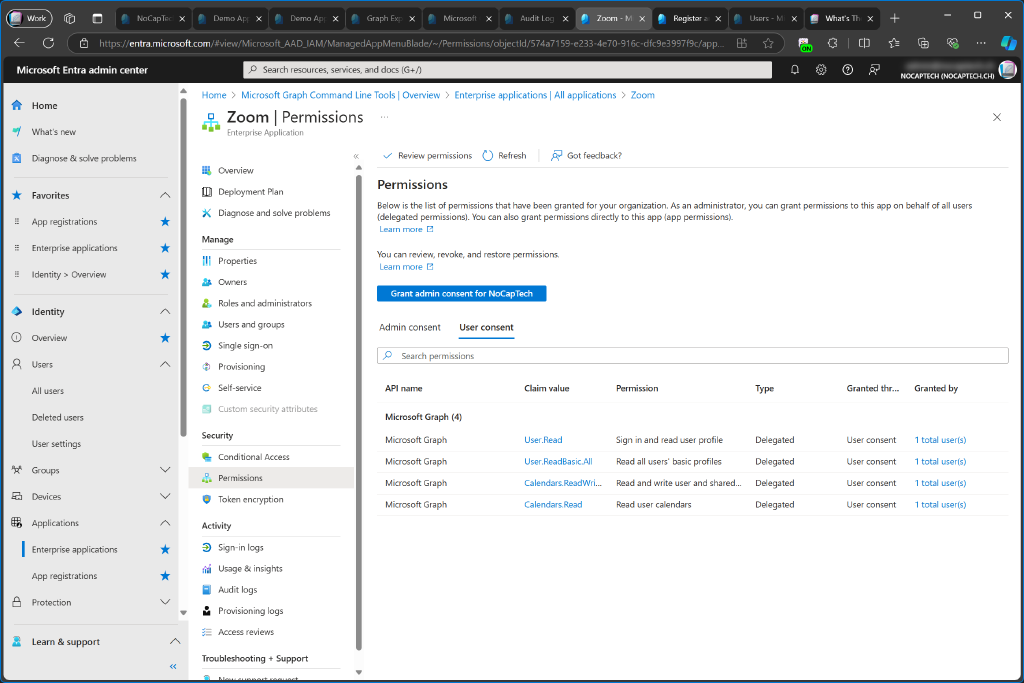 Work
NoCapTec
Demo Ap
Demo Ap
Graph Ex
Microsoft
Audit Log
Zoom - M
Register a
Users - M
What's Th
https://entra.microsoft.com/#view/Microsoft_AAD_IAM/ManagedAppMenuBlade/~/Permissions/objectId/574a7159-e233-4e70-916c-dfc9e3997f9c/app...
ON
Microsoft Entra admin center
Search resources, services, and docs (G+/)
NOCAPTECH (NOCAPTECH.CH)
Home
What's new
Diagnose & solve problems
Favorites
App registrations
Enterprise applications
Identity > Overview
Identity
Overview
Users
All users
Deleted users
User settings
Groups
Devices
Applications
Enterprise applications
App registrations
Protection
Learn & support
Home > Microsoft Graph Command Line Tools | Overview > Enterprise applications | All applications > Zoom
Zoom | Permissions ...
Enterprise Application
Overview
Deployment Plan
Diagnose and solve problems
Manage
Properties
Owners
Roles and administrators
Users and groups
Single sign-on
Provisioning
Self-service
Custom security attributes
Security
Conditional Access
Permissions
Token encryption
Activity
Sign-in logs
Usage & insights
Audit logs
Provisioning logs
Access reviews
Troubleshooting + Support
New support request
Review permissions Refresh Got feedback?
Permissions
Below is the list of permissions that have been granted for your organization. As an administrator, you can grant permissions to this app on behalf of all users
(delegated permissions). You can also grant permissions directly to this app (app permissions).
Learn more
You can review, revoke, and restore permissions.
Learn more
Grant admin consent for NoCapTech
Admin consent User consent
Search permissions
API name Claim value Permission Type Granted thr... Granted by
Microsoft Graph (4)
Microsoft Graph User.Read Sign in and read user profile Delegated User consent 1 total user(s)
Microsoft Graph User.ReadBasic.All Read all users' basic profiles Delegated User consent 1 total user(s)
Microsoft Graph Calendars.ReadWri... Read and write user and shared... Delegated User consent 1 total user(s)
Microsoft Graph Calendars.Read Read user calendars Delegated User consent 1 total user(s)